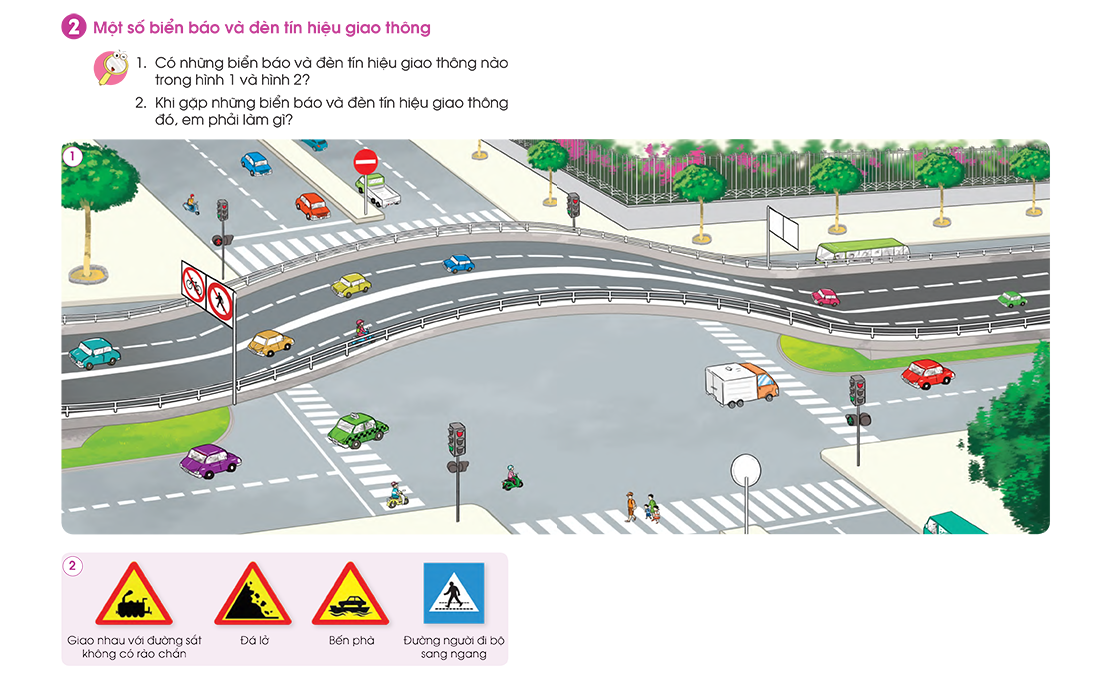 2 Một số biển báo và đèn tín hiệu giao thông
1. Có những biển báo và đèn tín hiệu giao thông nào
trong hình 1 và hình 2?
2. Khi gặp những biển báo và đèn tín hiệu giao thông
đó, em phải làm gì?
1
2
Giao nhau với đường sắt
không có rào chắn
Đá lở
Bến phà
Đường người đi bộ
sang ngang